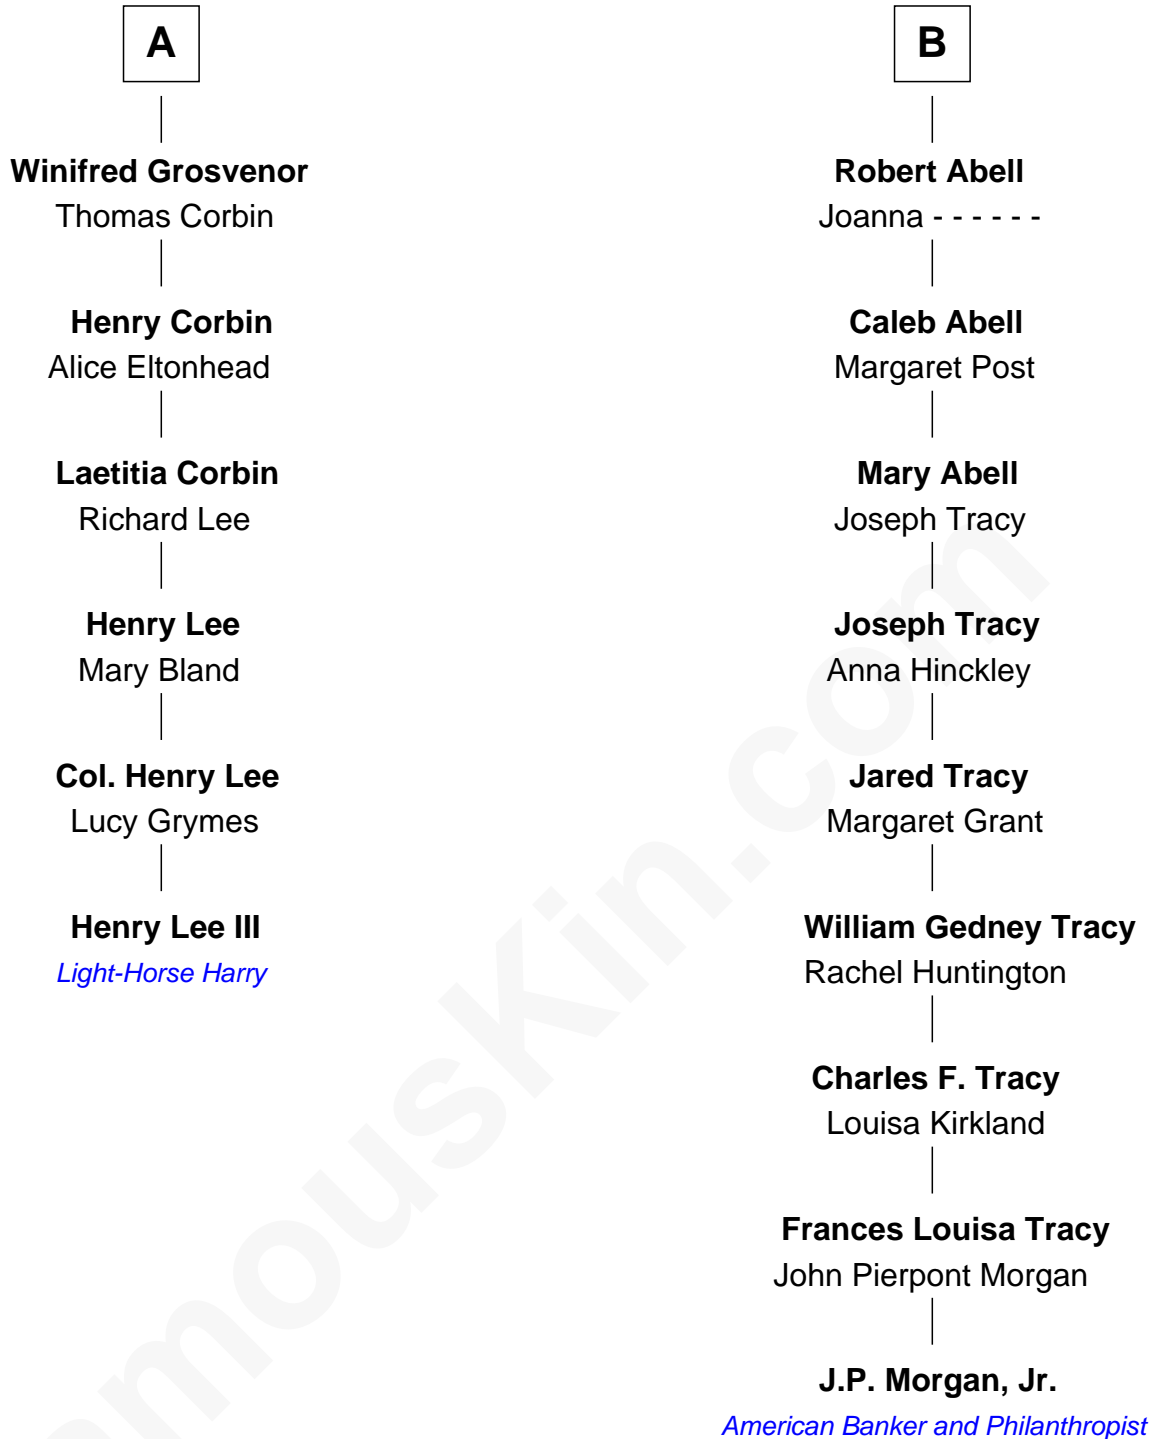 A
Winifred Grosvenor
Thomas Corbin
Henry Corbin
Alice Eltonhead
Laetitia Corbin
Richard Lee
Henry Lee
Mary Bland
Col. Henry Lee
Lucy Grymes
Henry Lee III
Light-Horse Harry
B
Robert Abell
Joanna - - - - - -
Caleb Abell
Margaret Post
Mary Abell
Joseph Tracy
Joseph Tracy
Anna Hinckley
Jared Tracy
Margaret Grant
William Gedney Tracy
Rachel Huntington
Charles F. Tracy
Louisa Kirkland
Frances Louisa Tracy
John Pierpont Morgan
J.P. Morgan, Jr.
American Banker and Philanthropist
amouskin.com